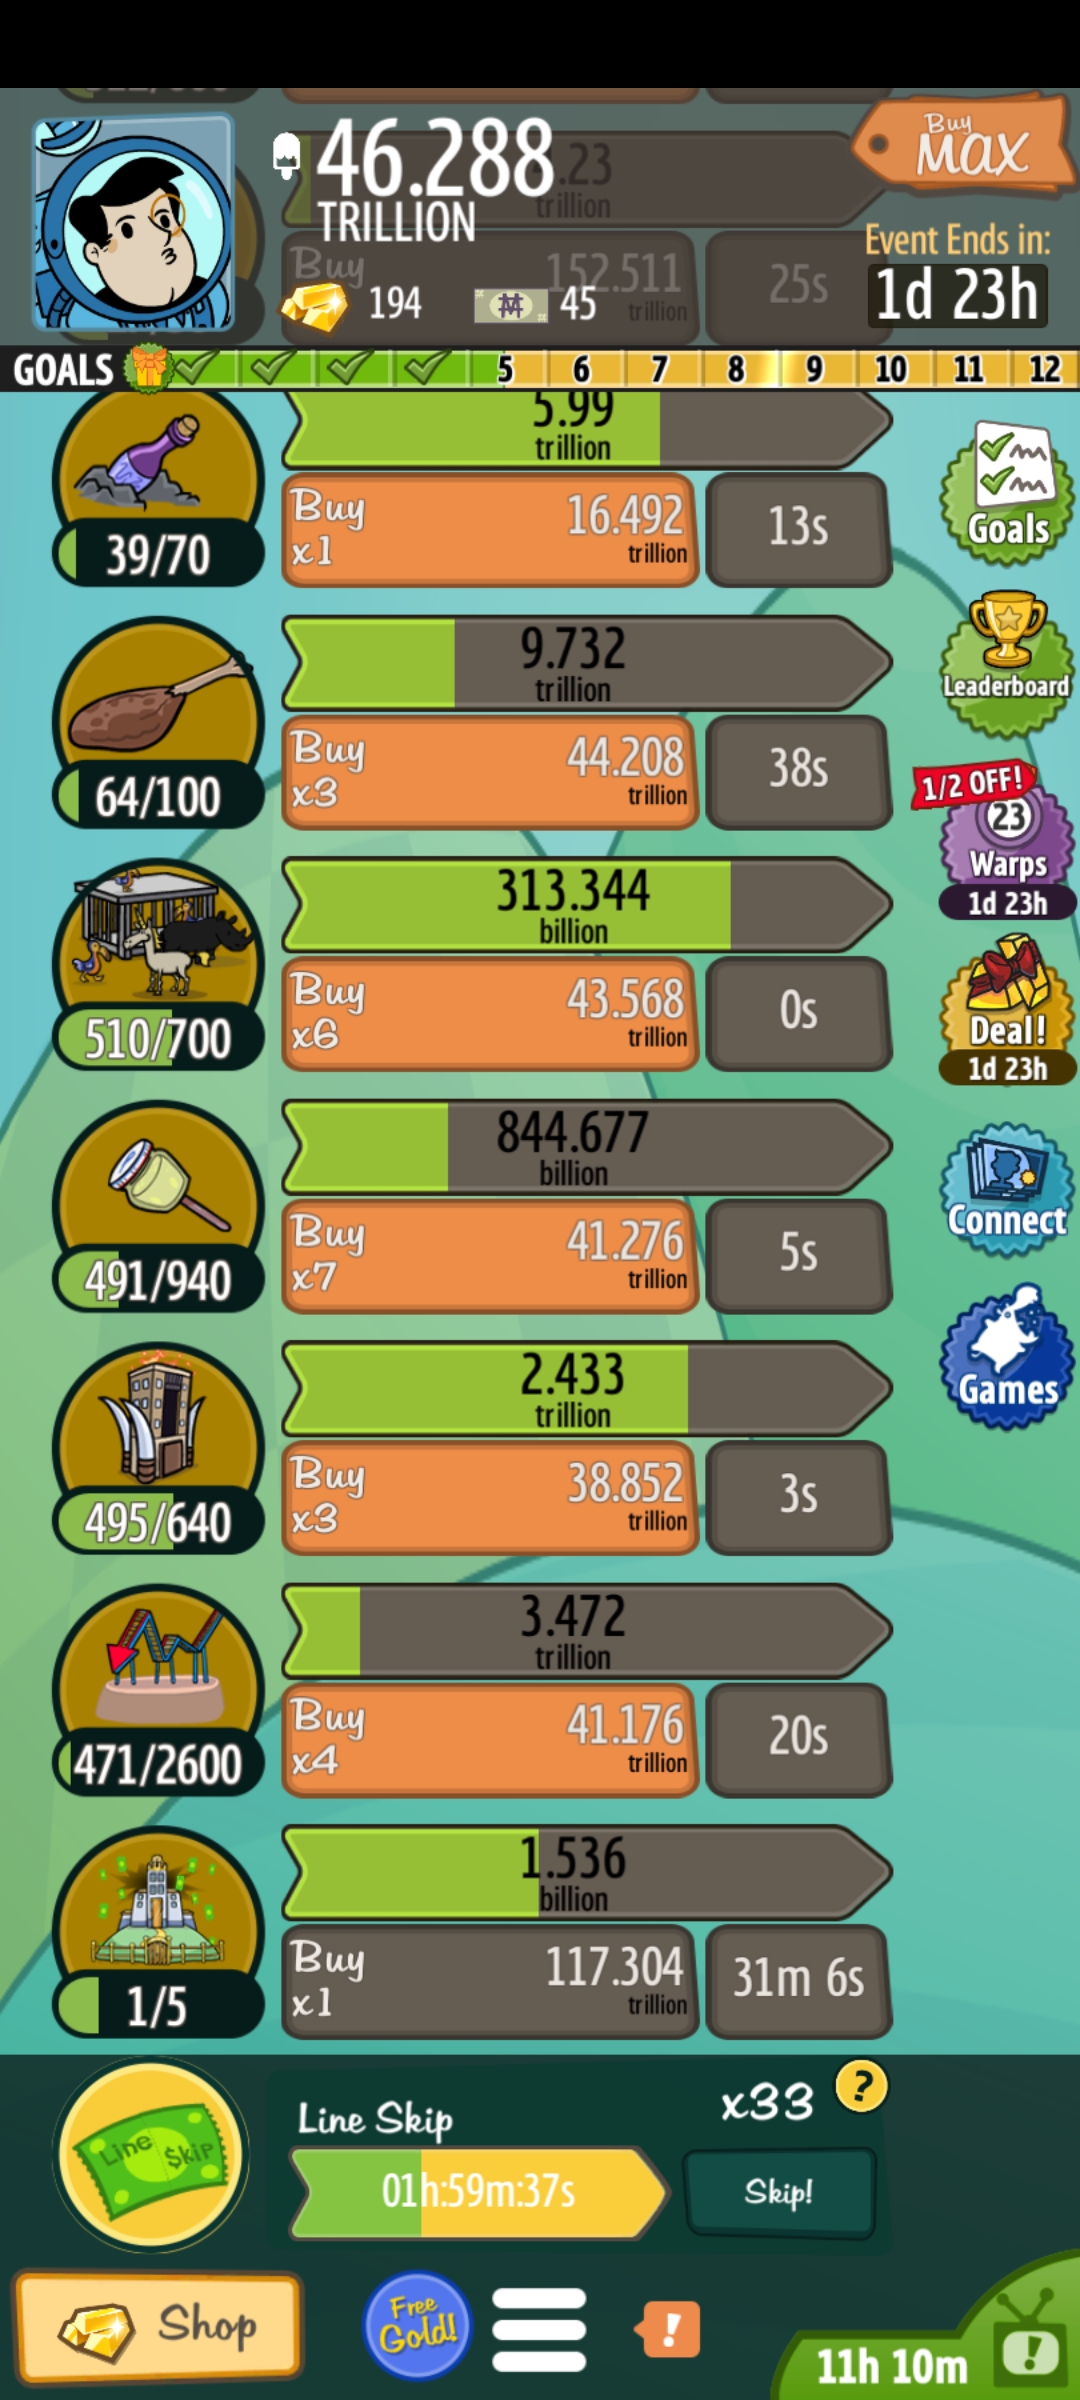 46.288
TRILLION
.23
trillion
Buy
152.511
trillion
25s
194
45
Buy
MAX
Event Ends in:
1d 23h
GOALS
5 6 7 8 9 10 11 12
5.99
trillion
Buy
x1
16.492
trillion
13s
39/70
Goals
9.732
trillion
Buy
x3
44.208
trillion
38s
64/100
Leaderboard
1/2 OFF!
23
Warps
1d 23h
313.344
billion
Buy
x6
43.568
trillion
0s
510/700
Deal!
1d 23h
844.677
billion
Buy
x7
41.276
trillion
5s
491/940
Connect
Games
2.433
trillion
Buy
x3
38.852
trillion
3s
495/640
3.472
trillion
Buy
x4
41.176
trillion
20s
471/2600
1.536
billion
Buy
x1
117.304
trillion
31m 6s
1/5
Line $kip
Line Skip
x33
?
01h:59m:37s
Skip!
Shop
Free
Gold!
!
11h 10m
!